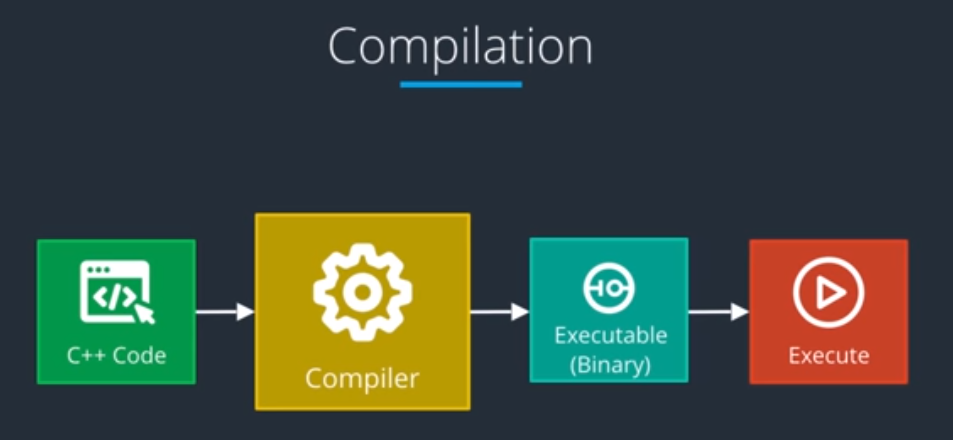 Compilation
C++ Code
Compiler
Executable
(Binary)
Execute